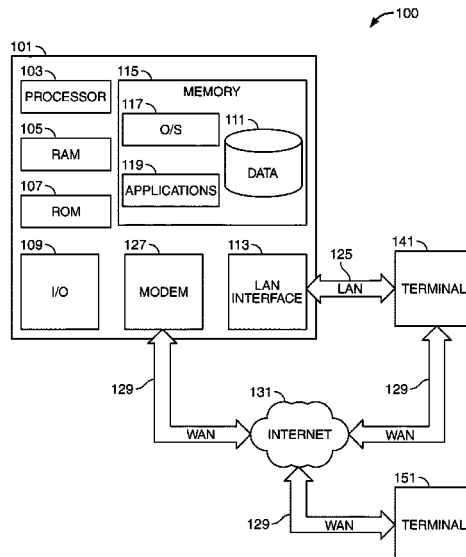 100
101
103
PROCESSOR
105
RAM
107
ROM
115
MEMORY
117
O/S
111
DATA
119
APPLICATIONS
109
I/O
127
MODEM
113
LAN
INTERFACE
125
LAN
141
TERMINAL
129
WAN
131
INTERNET
129
WAN
129
WAN
151
TERMINAL